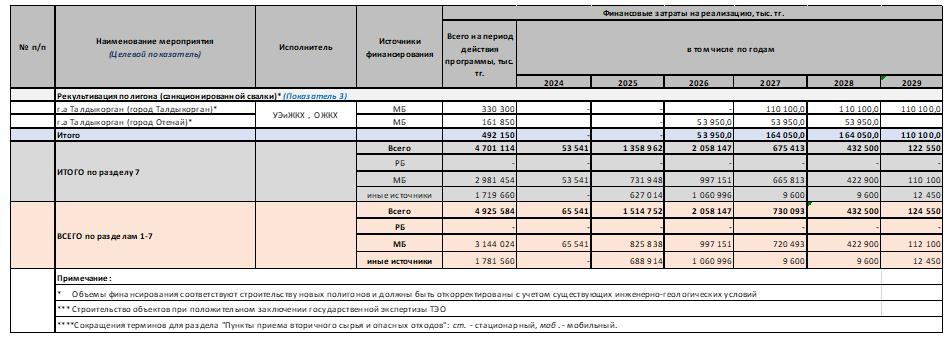 № п/п Наименование мероприятия (Целевой показатель) Исполнитель Источники финансирования Всего на период действия программы, тыс. тг. Финансовые затраты на реализацию, тыс. тг.
в том числе по годам
2024 2025 2026 2027 2028 2029
Рекультивация полигона (санкционированной свалки)* (Показатель 3)
г.а Талдыкорган (город Талдыкорган)* УЭиЖКХ , ОЖКХ МБ 330 300 - - - 110 100,0 110 100,0 110 100,0
г.а Талдыкорган (город Отенай)* МБ 161 850 - - 53 950,0 53 950,0 53 950,0
Итого 492 150 - - 53 950,0 164 050,0 164 050,0 110 100,0
ИТОГО по разделу 7 Всего 4 701 114 53 541 1 358 962 2 058 147 675 413 432 500 122 550
РБ - - - - - - -
МБ 2 981 454 53 541 731 948 997 151 665 813 422 900 110 100
иные источники 1 719 660 - 627 014 1 060 996 9 600 9 600 12 450
ВСЕГО по разделам 1-7 Всего 4 925 584 65 541 1 514 752 2 058 147 730 093 432 500 124 550
РБ - - - - - - -
МБ 3 144 024 65 541 825 838 997 151 720 493 422 900 112 100
иные источники 1 781 560 - 688 914 1 060 996 9 600 9 600 12 450
Примечание:
* Объемы финансирования соответствуют строительству новых полигонов и должны быть откорректированы с учетом существующих инженерно-геологических условий
*** Строительство объектов при положительном заключении государственной экспертизы ТЭО
****Сокращения терминов для раздела "Пункты приема вторичного сырья и опасных отходов": ст. - стационарный, моб. - мобильный.